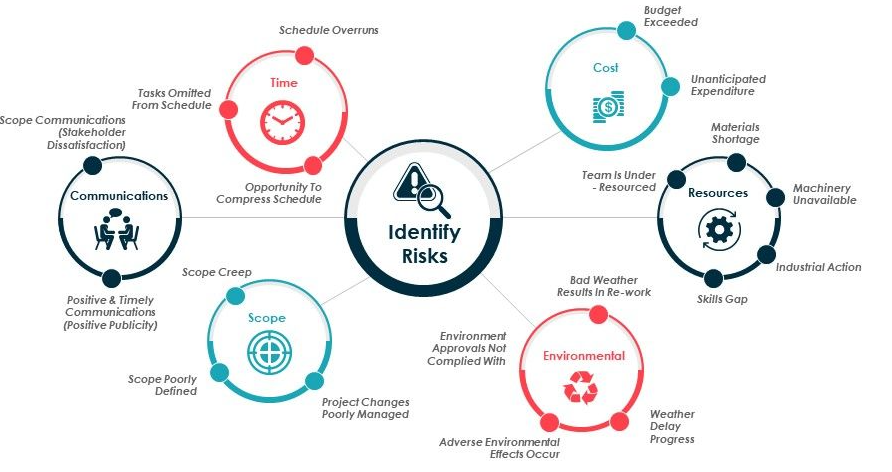 Budget
Exceeded
Schedule Overruns
Time
Cost
Unanticipated
Expenditure
Tasks Omitted
From Schedule
Scope Communications
(Stakeholder
Dissatisfaction)
Materials
Shortage
Opportunity To
Compress Schedule
Team Is Under
- Resourced
Communications
Resources
Machinery
Unavailable
Identify
Risks
Industrial Action
Skills Gap
Positive & Timely
Communications
(Positive Publicity)
Scope Creep
Scope
Bad Weather
Results In Re-work
Environment
Approvals Not
Complied With
Environmental
Scope Poorly
Defined
Project Changes
Poorly Managed
Adverse Environmental
Effects Occur
Weather
Delay
Progress